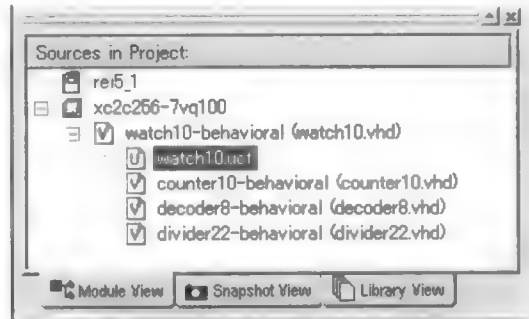 Sources in Project:
rei5_1
xc2c256-7vq100
watch10-behavioral (watch10.vhd)
watch10.ucf
counter10-behavioral (counter10.vhd)
decoder8-behavioral (decoder8.vhd)
divider22-behavioral (divider22.vhd)
Module View Snapshot View Library View